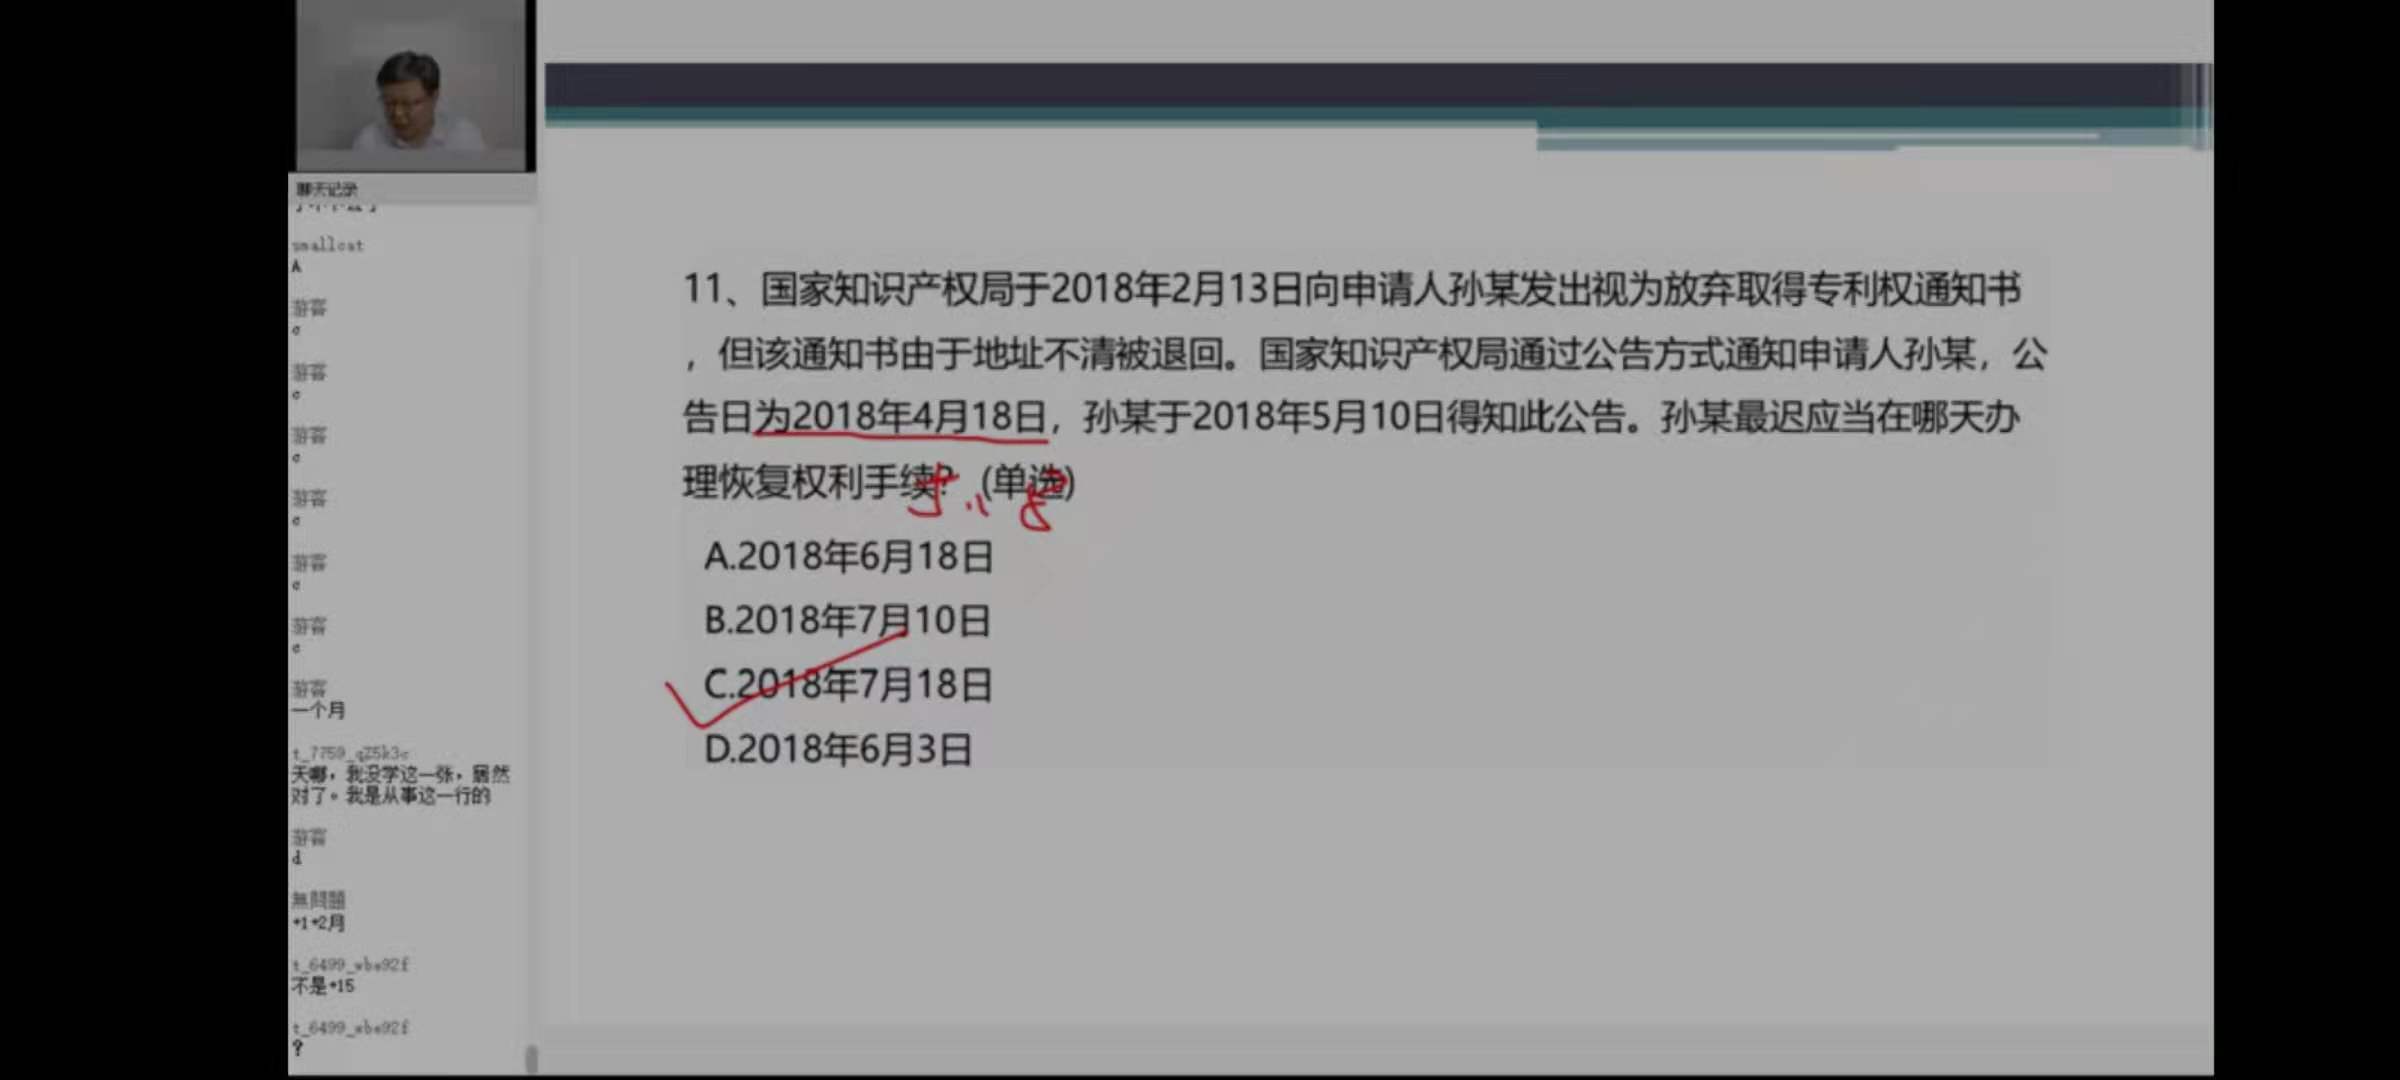 聊天记录
smallcat
A
游客
c
游客
c
游客
c
游客
c
游客
c
游客
c
游客
一个月
t_7759_qZ5k3c
天哪，我没学这一张，居然
对了。我是从事这一行的
游客
d
無問題
+1+2月
t_6499_wbe92f
不是+15
t_6499_wbe92f
?
11、国家知识产权局于2018年2月13日向申请人孙某发出视为放弃取得专利权通知书
，但该通知书由于地址不清被退回。国家知识产权局通过公告方式通知申请人孙某，公
告日为2018年4月18日，孙某于2018年5月10日得知此公告。孙某最迟应当在哪天办
理恢复权利手续？(单选)
A.2018年6月18日
B.2018年7月10日
C.2018年7月18日
D.2018年6月3日